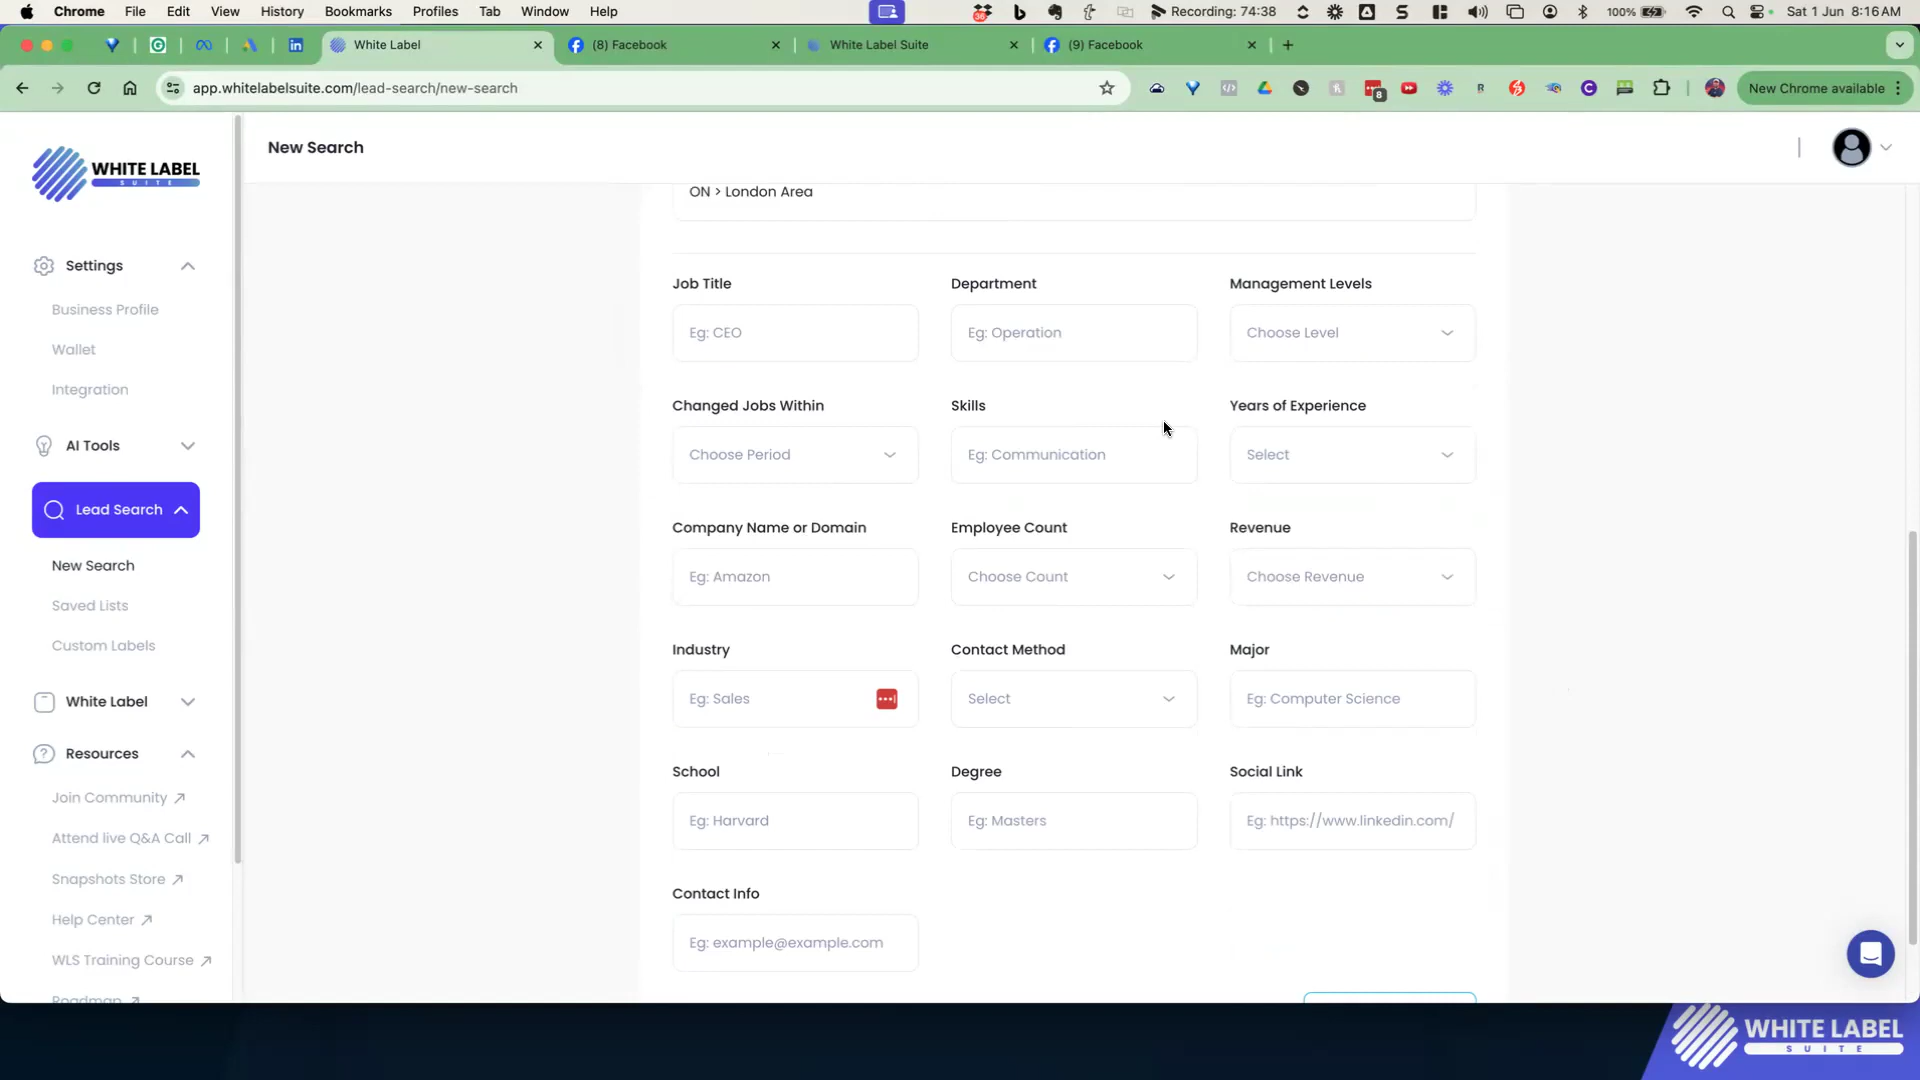 Chrome File Edit View History Bookmarks Profiles Tab Window Help
36
Recording: 74:38
100%
Sat 1 Jun 8:16 AM
White Label
(8) Facebook
White Label Suite
(9) Facebook
app.whitelabelsuite.com/lead-search/new-search
8
New Chrome available
WHITE LABEL
SUITE
New Search
ON > London Area
Settings
Business Profile
Wallet
Integration
AI Tools
Lead Search
New Search
Saved Lists
Custom Labels
White Label
Resources
Join Community
Attend live Q&A Call
Snapshots Store
Help Center
WLS Training Course
Roadmap
Job Title Department Management Levels
Eg: CEO Eg: Operation Choose Level
Changed Jobs Within Skills Years of Experience
Choose Period Eg: Communication Select
Company Name or Domain Employee Count Revenue
Eg: Amazon Choose Count Choose Revenue
Industry Contact Method Major
Eg: Sales Select Eg: Computer Science
School Degree Social Link
Eg: Harvard Eg: Masters Eg: https://www.linkedin.com/
Contact Info
Eg: example@example.com
WHITE LABEL
SUITE